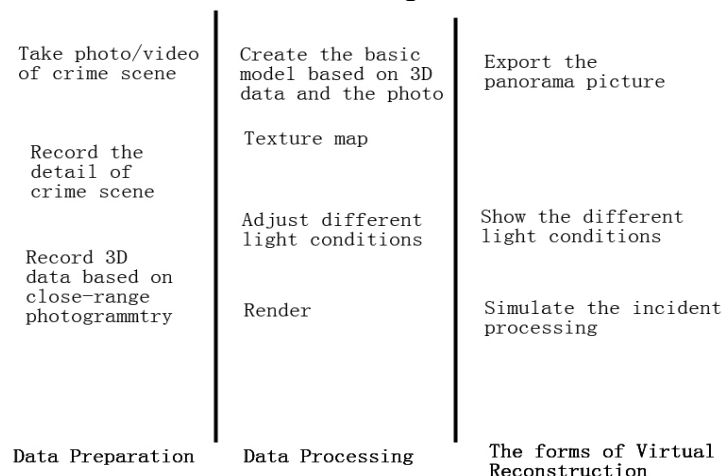 Take photo/video
of crime scene
Record the
detail of
crime scene
Record 3D
data based on
close-range
photogrammtry
Data Preparation
Create the basic
model based on 3D
data and the photo
Texture map
Adjust different
light conditions
Render
Data Processing
Export the
panorama picture
Show the different
light conditions
Simulate the incident
processing
The forms of Virtual
Reconstruction